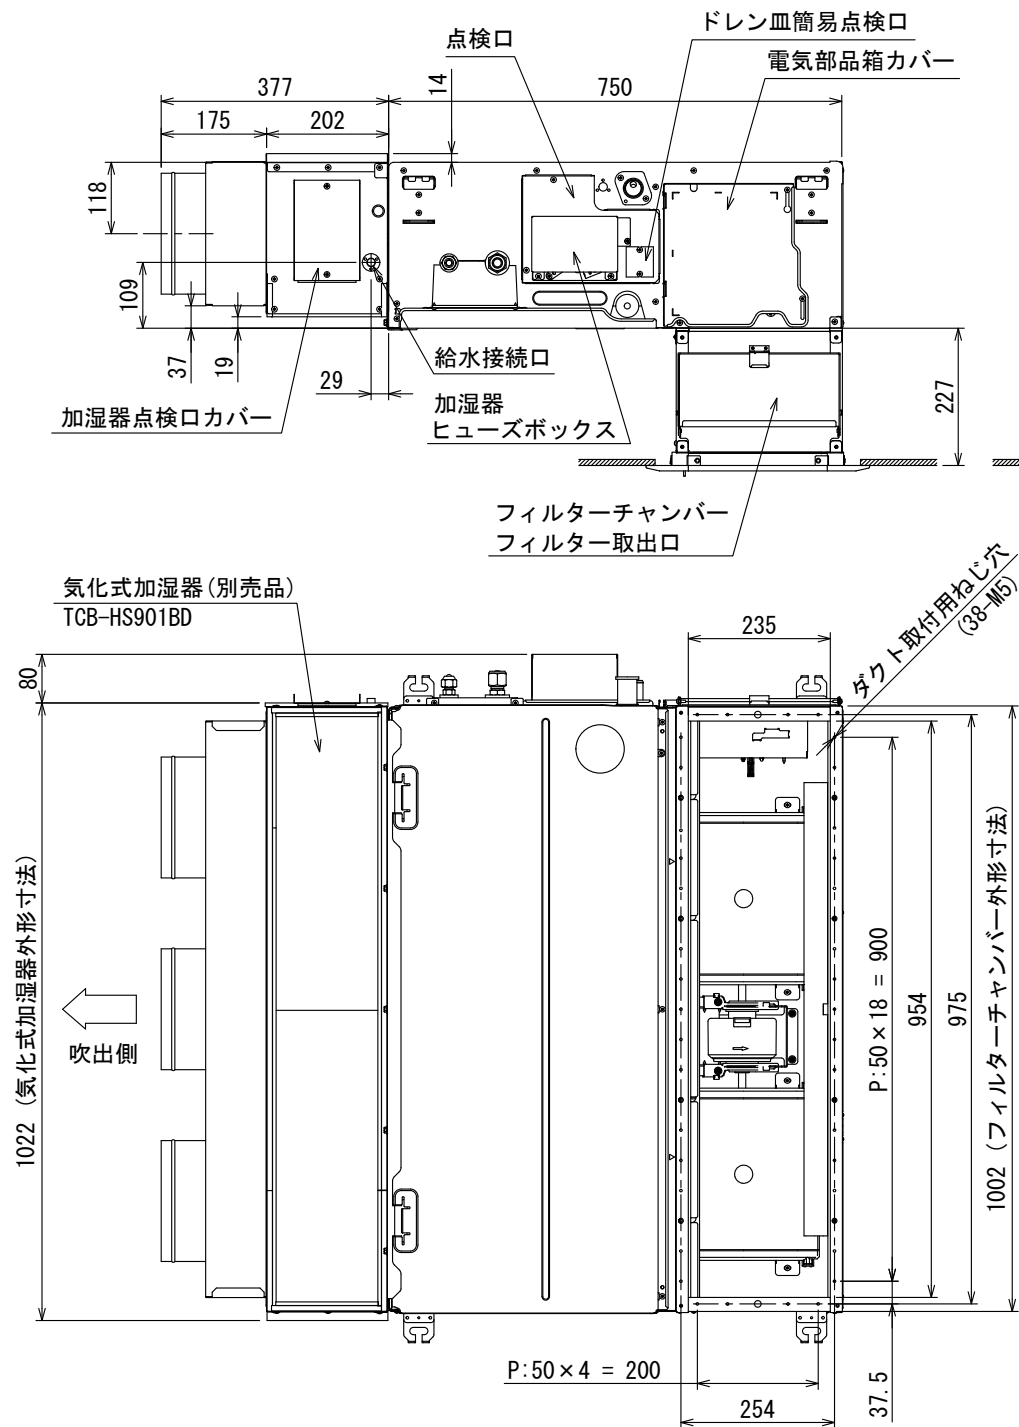 ドレン皿簡易点検口
点検口
電気部品箱カバー
377
14
750
175
202
118
109
37
19
29
給水接続口
加湿器
ヒューズボックス
加湿器点検口カバー
227
フィルターチャンバー
フィルター取出口
気化式加湿器(別売品)
TCB-HS901BD
235
ダクト取付用ねじ穴
(38-M5)
80
1022 (気化式加湿器外形寸法)
吹出側
P:50×18 = 900
954
975
1002 (フィルターチャンバー外形寸法)
P:50×4 = 200
254
37.5